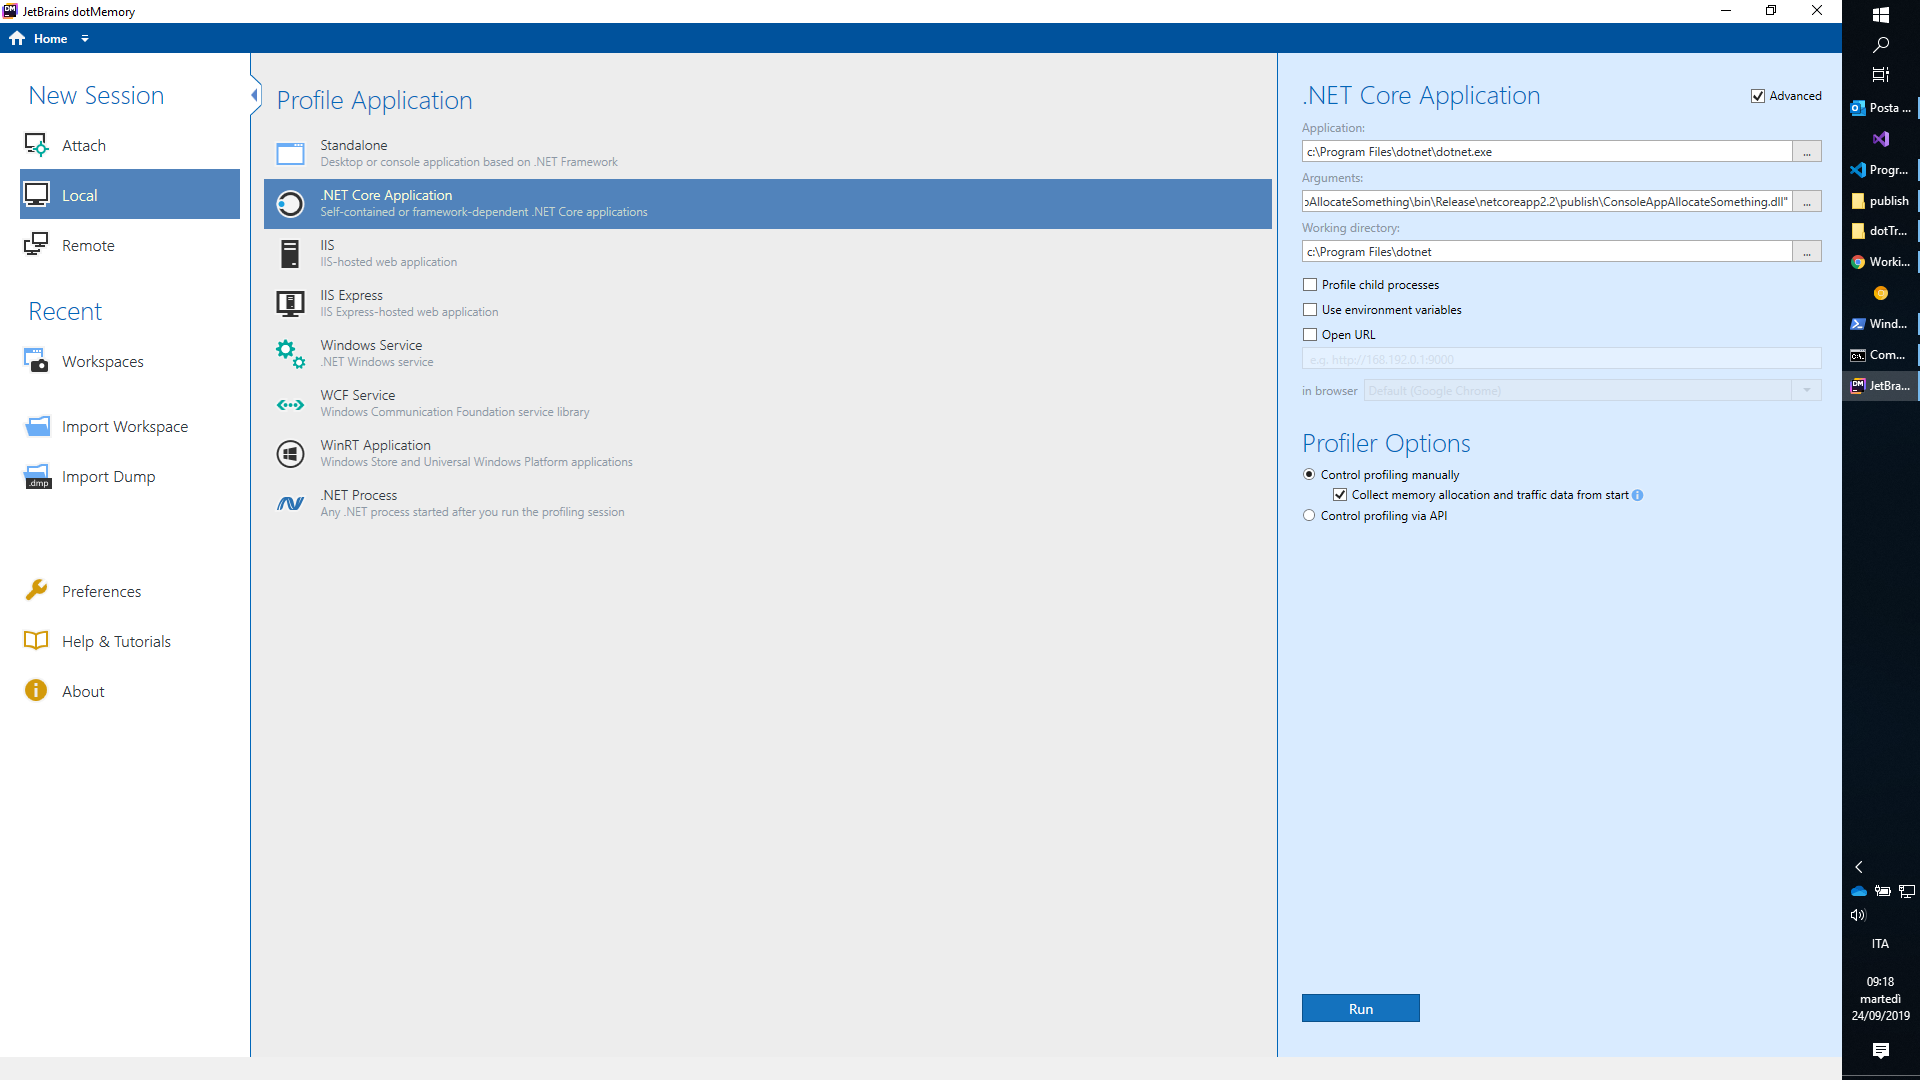 JetBrains dotMemory
Home
New Session
Attach
Local
Remote
Recent
Workspaces
Import Workspace
.dmp
Import Dump
Preferences
Help & Tutorials
About
Profile Application
Standalone
Desktop or console application based on .NET Framework
.NET Core Application
Self-contained or framework-dependent .NET Core applications
IIS
IIS-hosted web application
IIS Express
IIS Express-hosted web application
Windows Service
.NET Windows service
WCF Service
Windows Communication Foundation service library
WinRT Application
Windows Store and Universal Windows Platform applications
.NET Process
Any .NET process started after you run the profiling session
.NET Core Application
Advanced
Application:
c:\Program Files\dotnet\dotnet.exe
...
Arguments:
AllocateSomething\bin\Release\netcoreapp2.2\publish\ConsoleAppAllocateSomething.dll"
...
Working directory:
c:\Program Files\dotnet
...
Profile child processes
Use environment variables
Open URL
e.q. http://168.192.0.1:9000
in browser
Default (Google Chrome)
Profiler Options
Control profiling manually
Collect memory allocation and traffic data from start
Control profiling via API
Run
Posta ...
Progr...
publish
dotTr...
Worki...
Wind...
Com...
JetBra...
ITA
09:18
martedì
24/09/2019